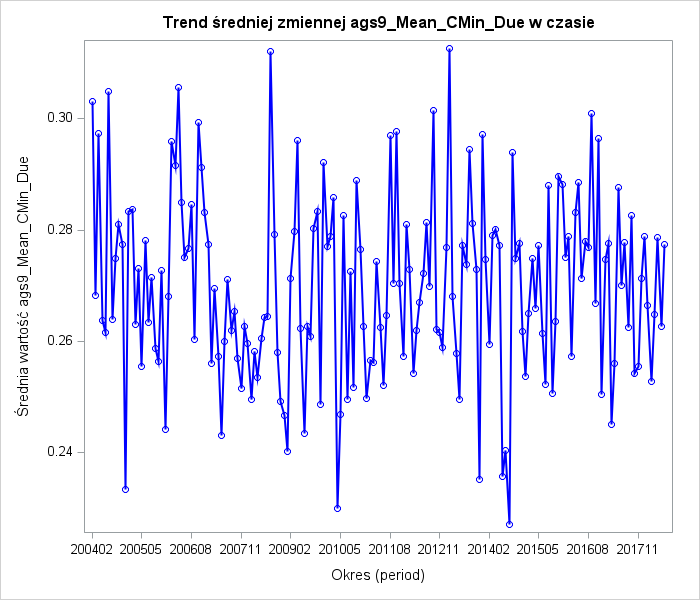 Trend średniej zmiennej ags9_Mean_CMin_Due w czasie
Średnia wartość ags9_Mean_CMin_Due
0.30
0.28
0.26
0.24
200402 200505 200608 200711 200902 201005 201108 201211 201402 201505 201608 201711
Okres (period)